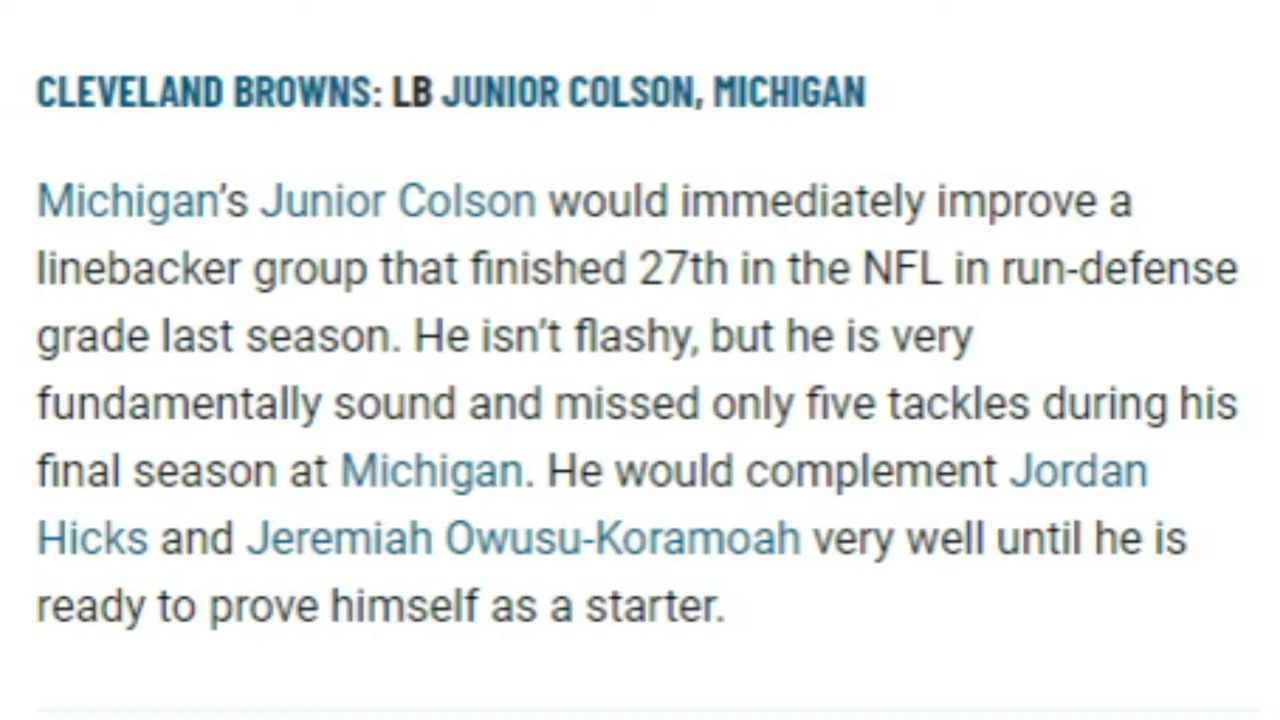 CLEVELAND BROWNS: LB JUNIOR COLSON, MICHIGAN
Michigan’s Junior Colson would immediately improve a
linebacker group that finished 27th in the NFL in run-defense
grade last season. He isn’t flashy, but he is very
fundamentally sound and missed only five tackles during his
final season at Michigan. He would complement Jordan
Hicks and Jeremiah Owusu-Koramoah very well until he is
ready to prove himself as a starter.